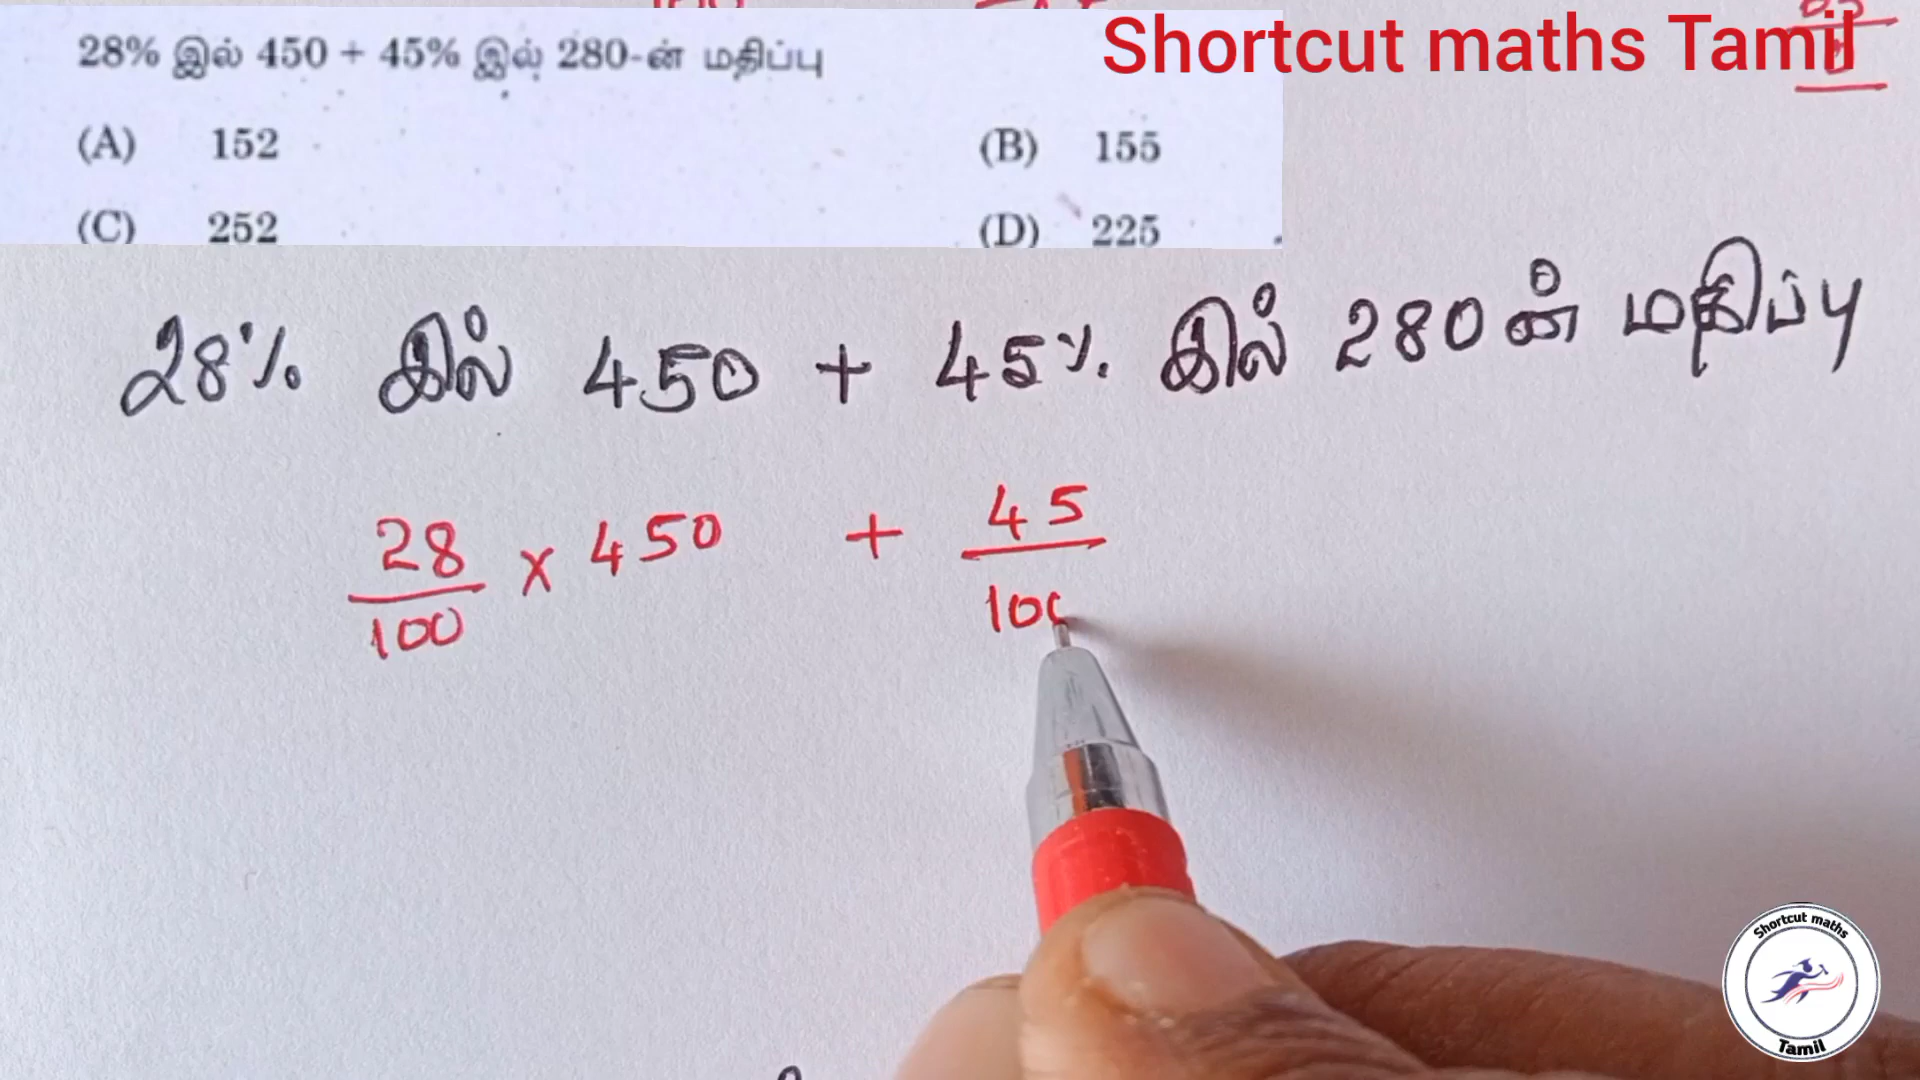 Shortcut maths Tamil
28% இல் 450 + 45% இல் 280-ன் மதிப்பு
(A) 152 (B) 155
(C) 252 (D) 225
28% இல் 450 + 45% இல் 280 ன் மதிப்பு
28 45
× 450 +
100 100
Shortcut maths
Tamil